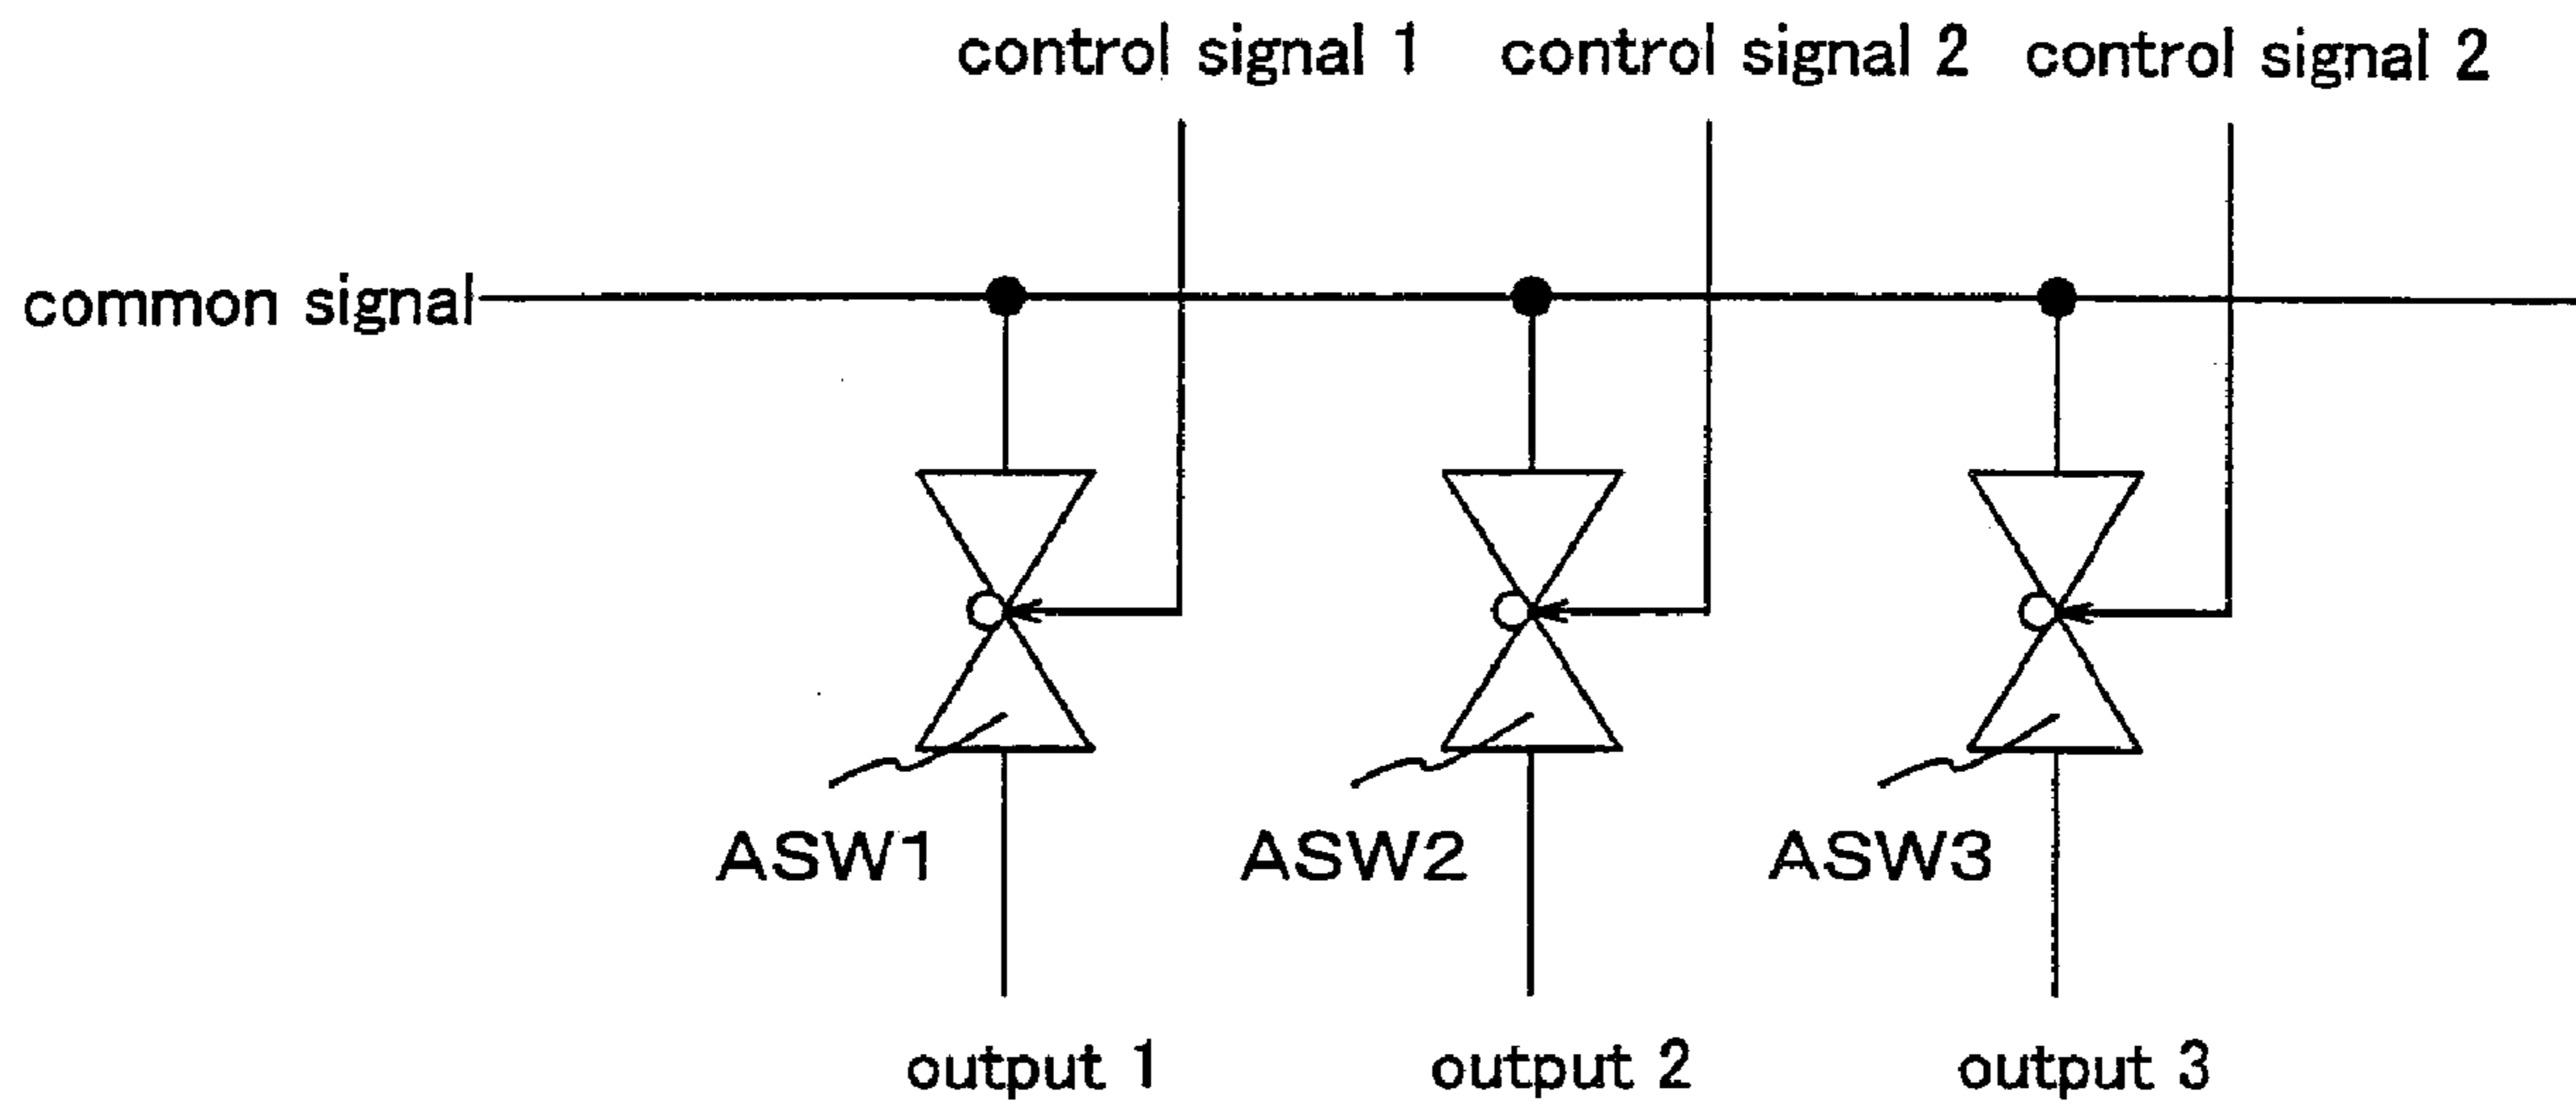 control signal 1 control signal 2 control signal 2
common signal
ASW1 ASW2 ASW3
output 1 output 2 output 3